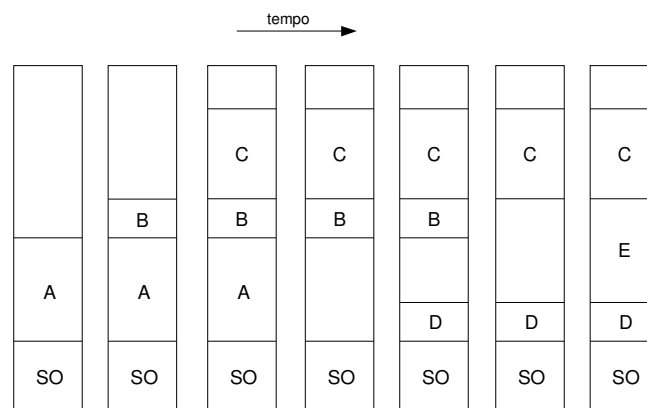 tempo
C C C C C
B B B B
E
A A A
D D D
SO SO SO SO SO SO SO